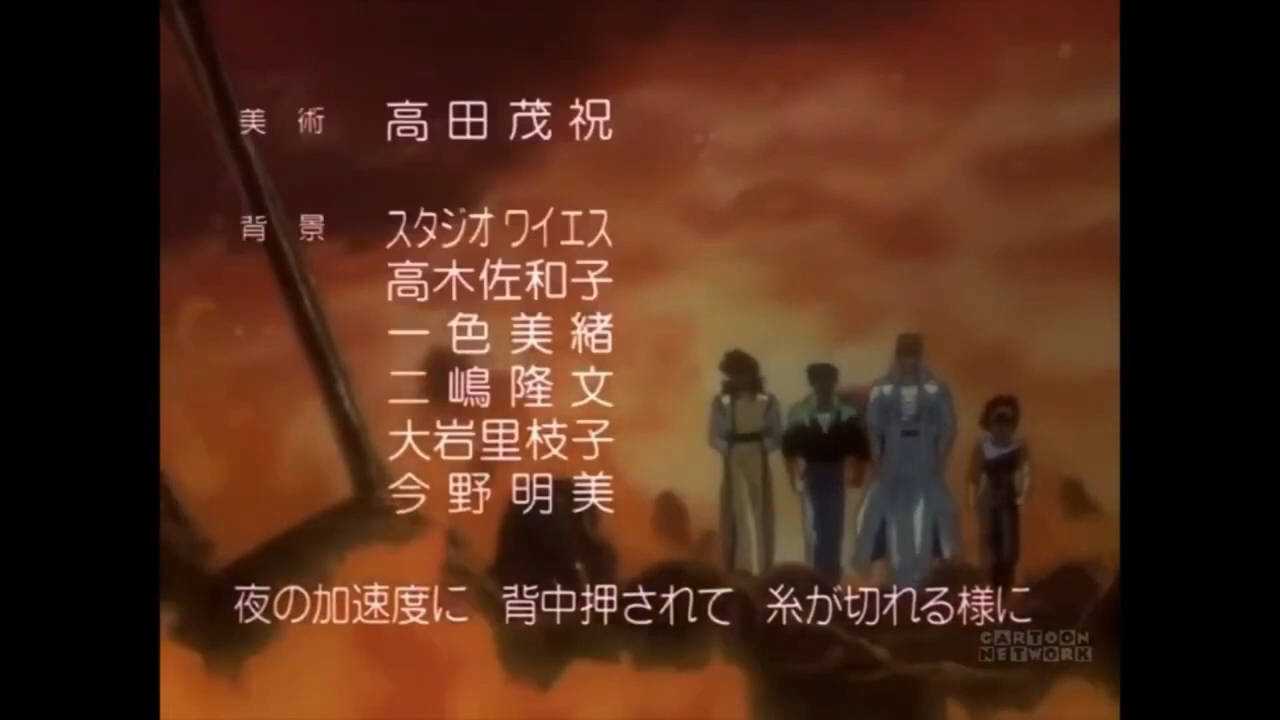 美術 高田茂祝
背景 スタジオワイエス
高木佐和子
一色美緒
二嶋隆文
大岩里枝子
今野明美
夜の加速度に 背中押されて 糸が切れる様に
CARTOON
NETWORK